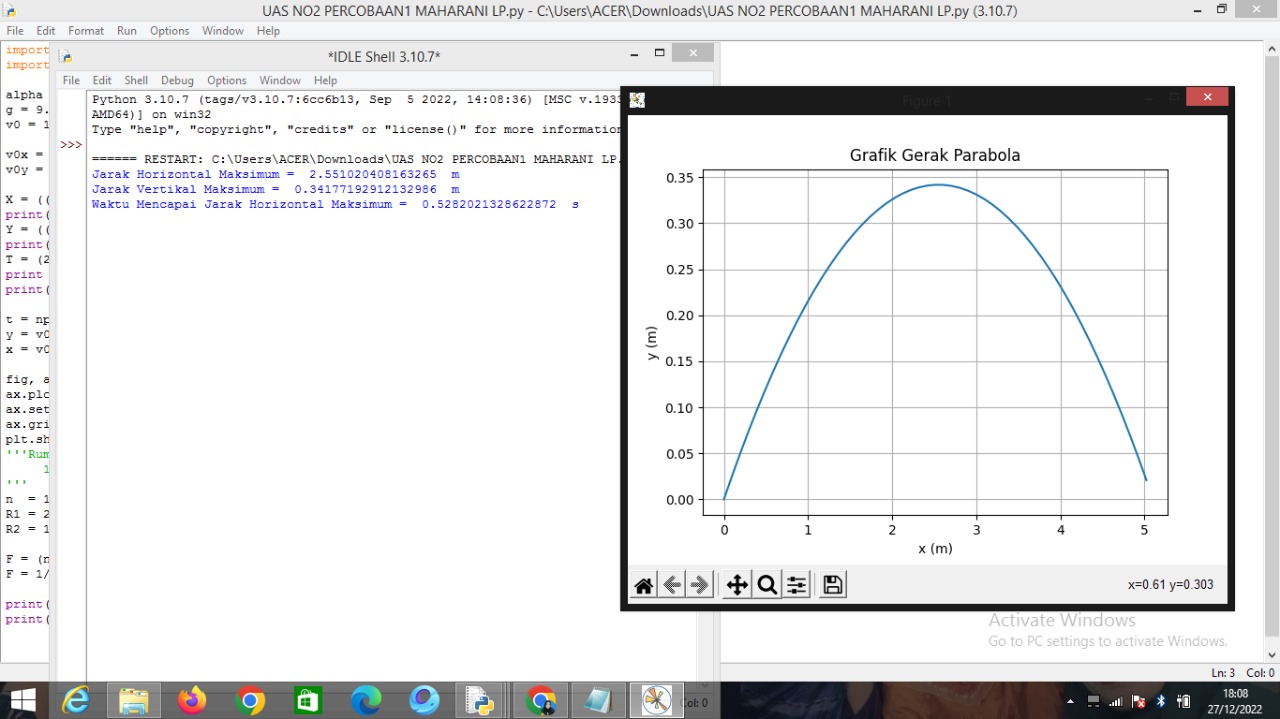 UAS NO2 PERCOBAAN1 MAHARANI LP.py - C:\Users\ACER\Downloads\UAS NO2 PERCOBAAN1 MAHARANI LP.py (3.10.7)
File Edit Format Run Options Window Help
import
import
alpha
g = 9.
v0 = 1
v0x =
v0y =
X = ((
print(
Y = ((
print(
T = (2
print
print(
t = np
y = v0
x = v0
fig, a
ax.plo
ax.set
ax.gri
plt.sh
'''Rum
1
'''
n = 1
R1 = 2
R2 = 1
F = (n
F = 1/
print(
print(
*IDLE Shell 3.10.7*
File Edit Shell Debug Options Window Help
Python 3.10.7 (tags/v3.10.7:6cc6b13, Sep 5 2022, 14:08:36) [MSC v.1933
AMD64)] on win32
Type "help", "copyright", "credits" or "license()" for more information
>>>
====== RESTART: C:\Users\ACER\Downloads\UAS NO2 PERCOBAAN1 MAHARANI LP.
Jarak Horizontal Maksimum = 2.551020408163265 m
Jarak Vertikal Maksimum = 0.34177192912132986 m
Waktu Mencapai Jarak Horizontal Maksimum = 0.5282021328622872 s
Figure 1
Grafik Gerak Parabola
0.35
0.30
0.25
0.20
0.15
0.10
0.05
0.00
y (m)
0 1 2 3 4 5
x (m)
x=0.61 y=0.303
Activate Windows
Go to PC settings to activate Windows.
Ln: 3 Col: 0
Col: 0
18:08
27/12/2022